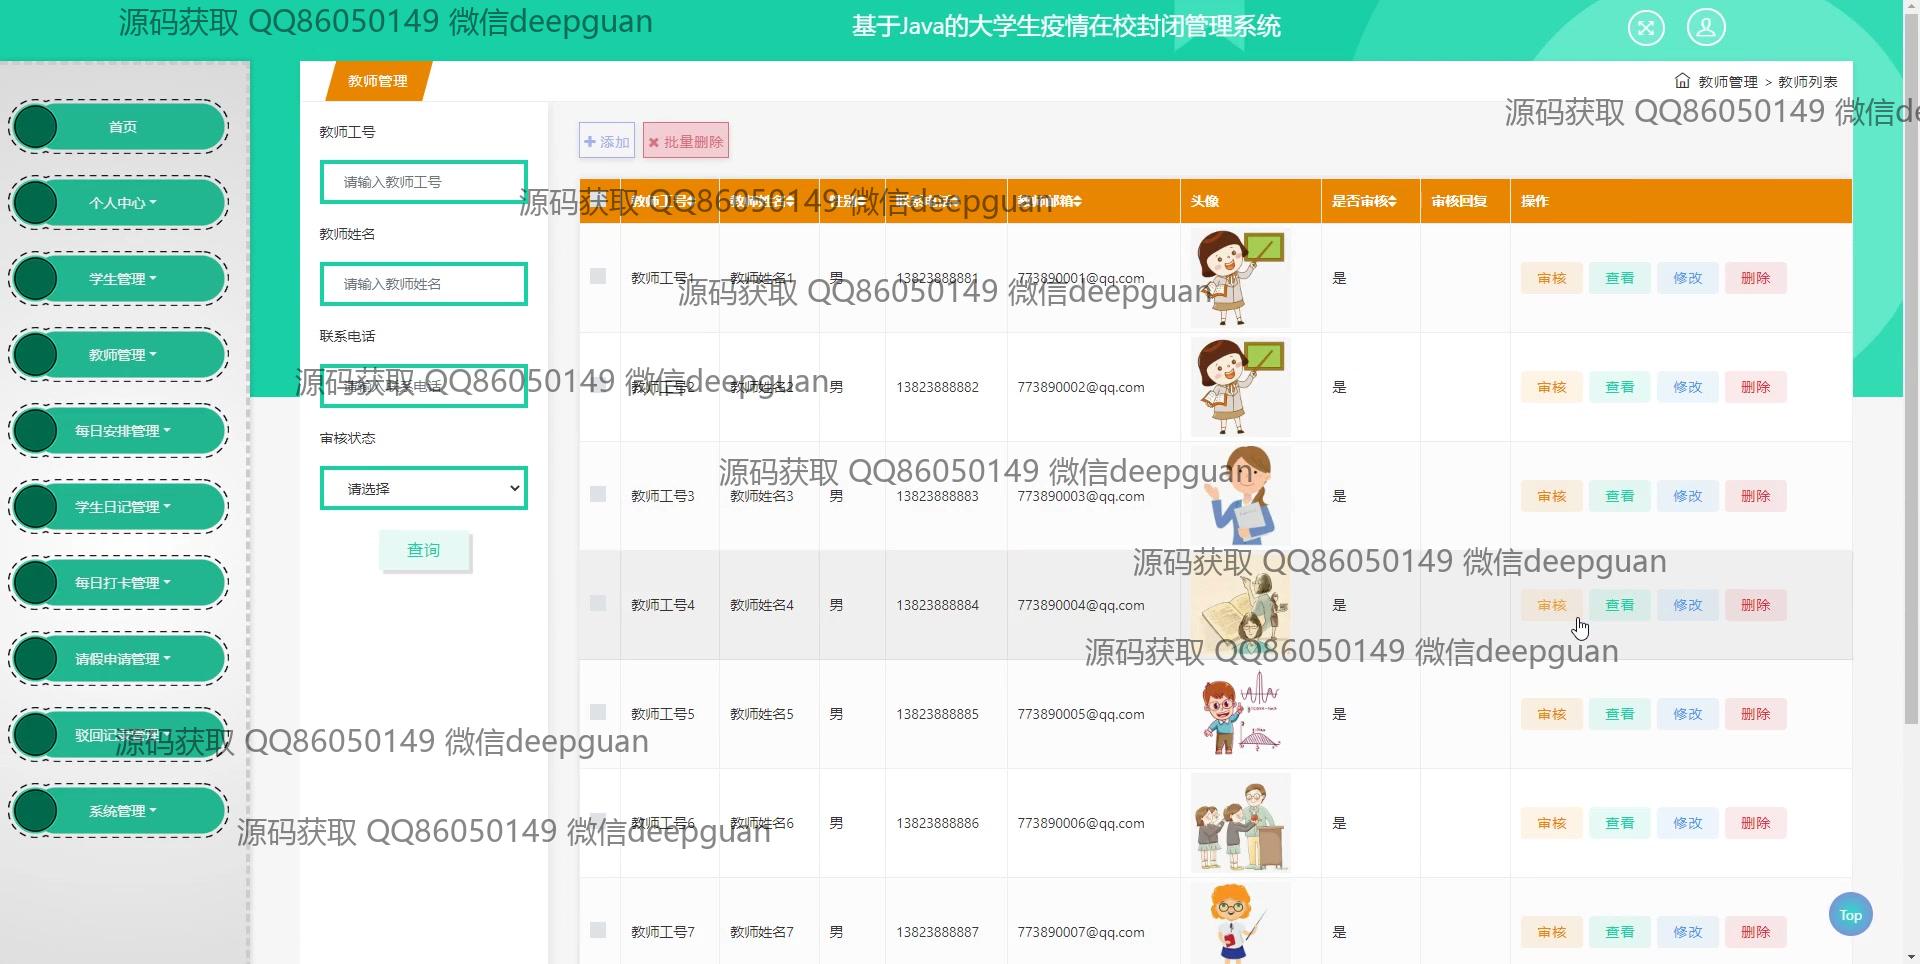 源码获取 QQ86050149 微信deepguan
基于Java的大学生疫情在校封闭管理系统
教师管理
教师管理 > 教师列表
源码获取 QQ86050149 微信de
首页
个人中心
学生管理
教师管理
每日安排管理
学生日记管理
每日打卡管理
请假申请管理
驳回记录管理
系统管理
教师工号
请输入教师工号
教师姓名
请输入教师姓名
联系电话
请输入联系电话
审核状态
请选择
查询
添加
批量删除
源码获取 QQ86050149 微信deepguan
教师工号 教师姓名 性别 联系电话 教师邮箱 头像 是否审核 审核回复 操作
教师工号1 教师姓名1 男 13823888881 773890001@qq.com 是 审核 查看 修改 删除
源码获取 QQ86050149 微信deepguan
教师工号2 教师姓名2 男 13823888882 773890002@qq.com 是 审核 查看 修改 删除
源码获取 QQ86050149 微信deepguan
源码获取 QQ86050149 微信deepguan
教师工号3 教师姓名3 男 13823888883 773890003@qq.com 是 审核 查看 修改 删除
源码获取 QQ86050149 微信deepguan
教师工号4 教师姓名4 男 13823888884 773890004@qq.com 是 审核 查看 修改 删除
源码获取 QQ86050149 微信deepguan
教师工号5 教师姓名5 男 13823888885 773890005@qq.com 是 审核 查看 修改 删除
源码获取 QQ86050149 微信deepguan
教师工号6 教师姓名6 男 13823888886 773890006@qq.com 是 审核 查看 修改 删除
源码获取 QQ86050149 微信deepguan
教师工号7 教师姓名7 男 13823888887 773890007@qq.com 是 审核 查看 修改 删除
Top